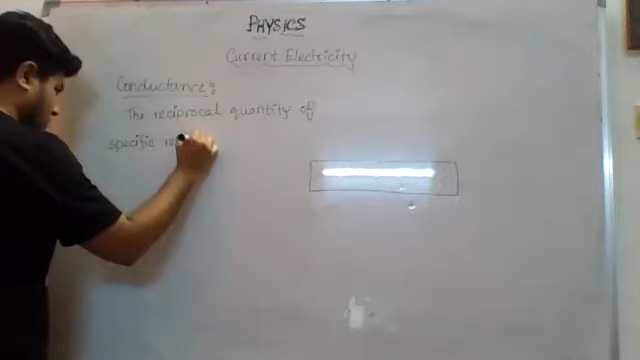 PHYSICS
Current Electricity
Conductance :
The reciprocal quantity of
specific